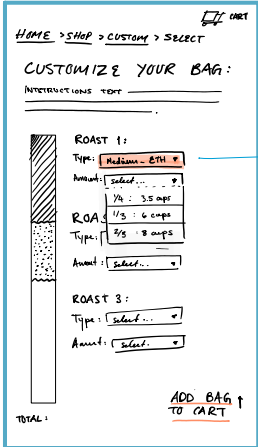 CART
HOME > SHOP > CUSTOM > SELECT
CUSTOMIZE YOUR BAG:
INSTRUCTIONS TEXT
ROAST 1:
Type: Medium - ETH
Amount: Select...
1/4 : 3.5 cups
1/3 : 6 cups
2/3 : 8 cups
ROAS
Type:
Amount: Select...
ROAST 3:
Type: Select...
Amount: Select...
ADD BAG
TO CART
TOTAL: